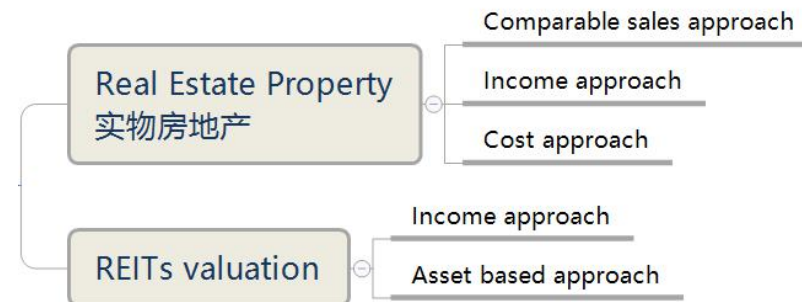 Real Estate Property
实物房地产
Comparable sales approach
Income approach
Cost approach
REITs valuation
Income approach
Asset based approach